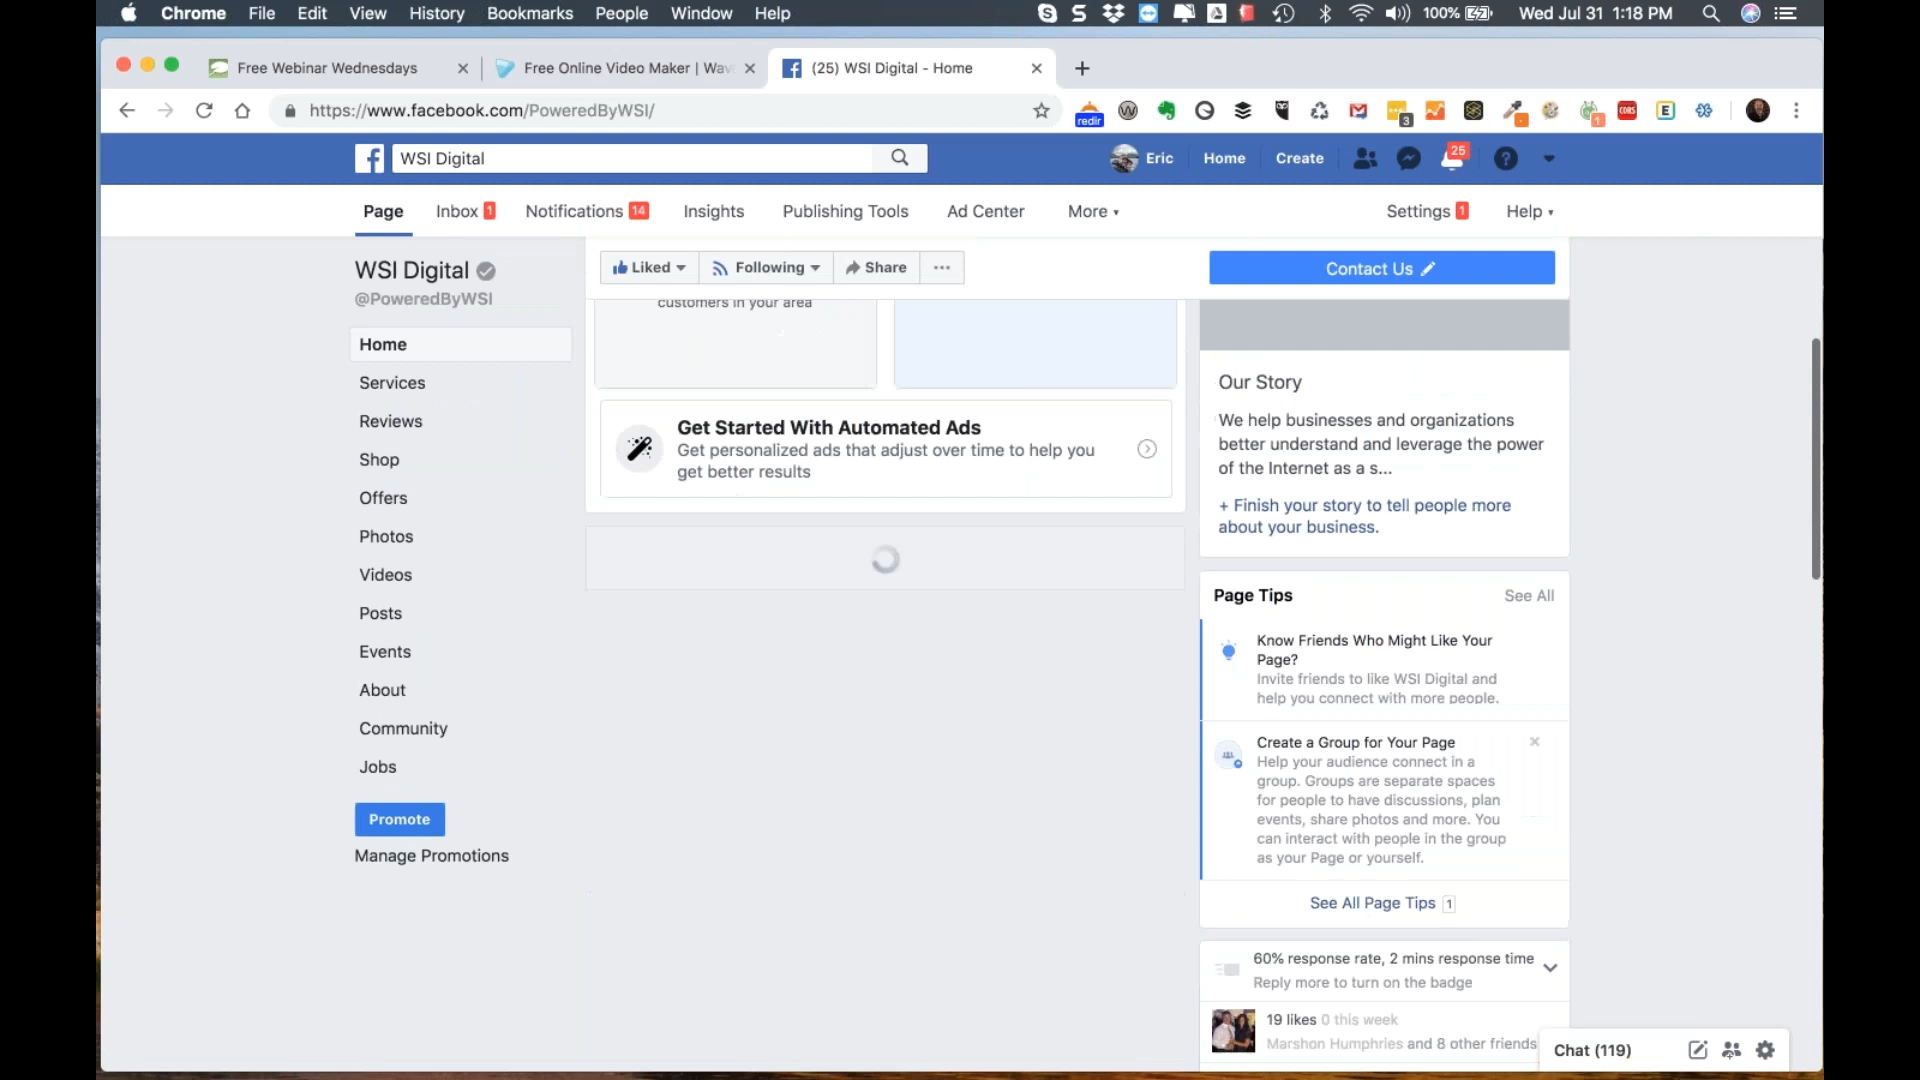 Chrome File Edit View History Bookmarks People Window Help 100% Wed Jul 31 1:18 PM
Free Webinar Wednesdays
Free Online Video Maker | Wav
(25) WSI Digital - Home
https://www.facebook.com/PoweredByWSI/
redir
3
1
CORS
E
WSI Digital
Eric Home Create 25
Page Inbox 1 Notifications 14 Insights Publishing Tools Ad Center More Settings 1 Help
WSI Digital
@PoweredByWSI
Liked Following Share ...
Contact Us
Home
Services
Reviews
Shop
Offers
Photos
Videos
Posts
Events
About
Community
Jobs
Promote
Manage Promotions
customers in your area
Get Started With Automated Ads
Get personalized ads that adjust over time to help you
get better results
Our Story
We help businesses and organizations
better understand and leverage the power
of the Internet as a s...
+ Finish your story to tell people more
about your business.
Page Tips See All
Know Friends Who Might Like Your
Page?
Invite friends to like WSI Digital and
help you connect with more people.
Create a Group for Your Page
Help your audience connect in a
group. Groups are separate spaces
for people to have discussions, plan
events, share photos and more. You
can interact with people in the group
as your Page or yourself.
See All Page Tips 1
60% response rate, 2 mins response time
Reply more to turn on the badge
19 likes 0 this week
Marshon Humphries and 8 other friends
Chat (119)